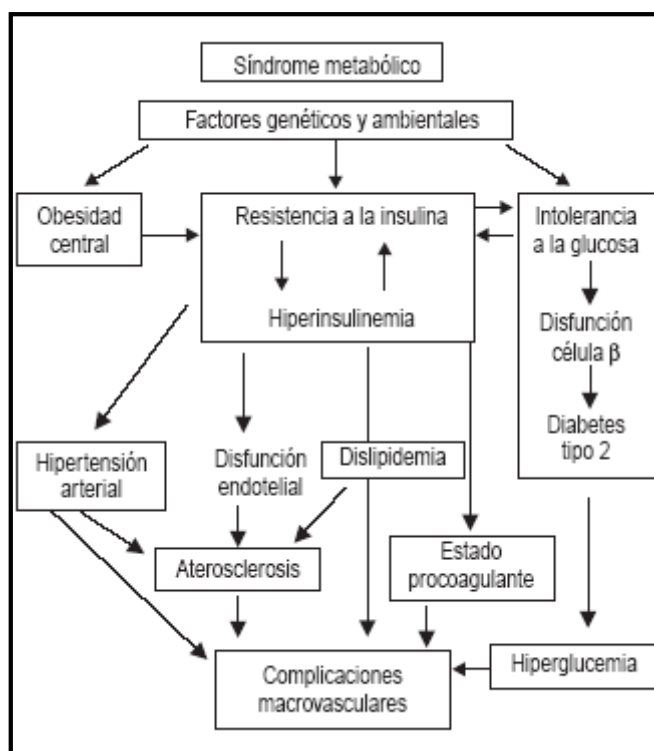 Síndrome metabólico
Factores genéticos y ambientales
Obesidad
central
Resistencia a la insulina
Hiperinsulinemia
Intolerancia
a la glucosa
Disfunción
célula β
Diabetes
tipo 2
Hipertensión
arterial
Disfunción
endotelial
Dislipidemia
Aterosclerosis
Estado
procoagulante
Complicaciones
macrovasculares
Hiperglucemia